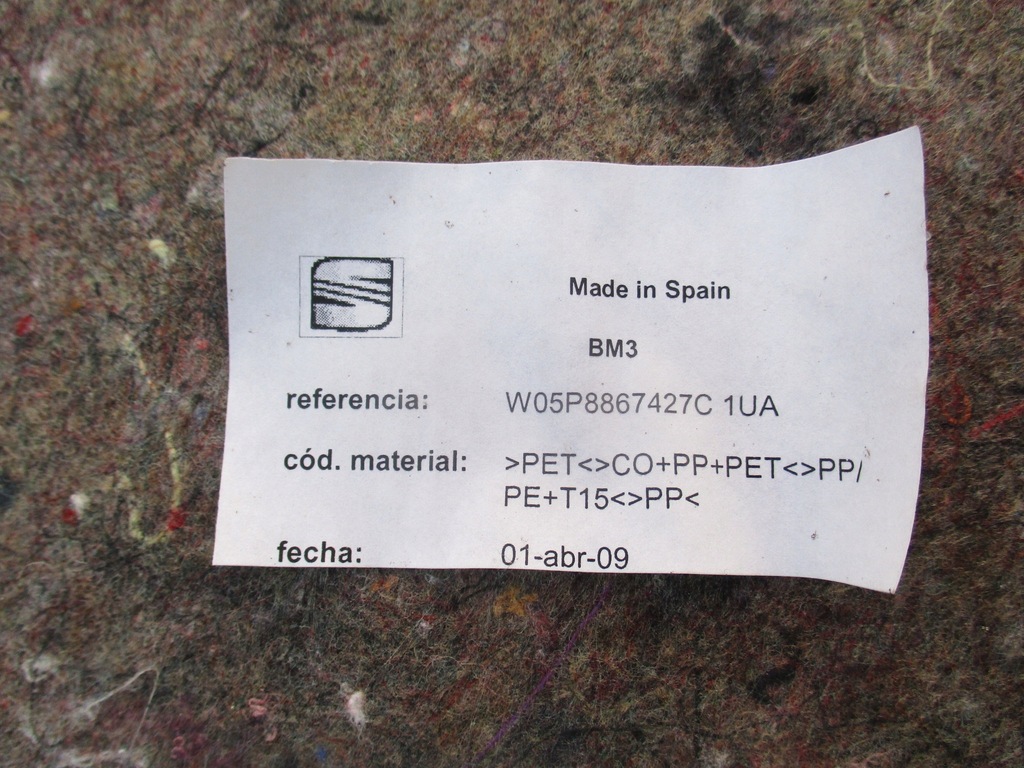 Made in Spain
BM3
referencia: W05P8867427C 1UA
cód. material: >PET<>CO+PP+PET<>PP/
PE+T15<>PP<
fecha: 01-abr-09